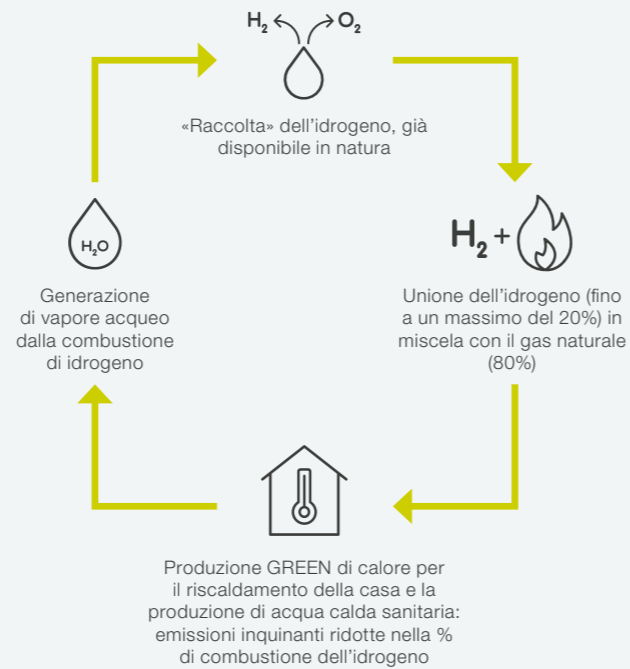 H₂ O₂
«Raccolta» dell'idrogeno, già
disponibile in natura
H₂ +
Unione dell'idrogeno (fino
a un massimo del 20%) in
miscela con il gas naturale
(80%)
Produzione GREEN di calore per
il riscaldamento della casa e la
produzione di acqua calda sanitaria:
emissioni inquinanti ridotte nella %
di combustione dell'idrogeno
H₂O
Generazione
di vapore acqueo
dalla combustione
di idrogeno